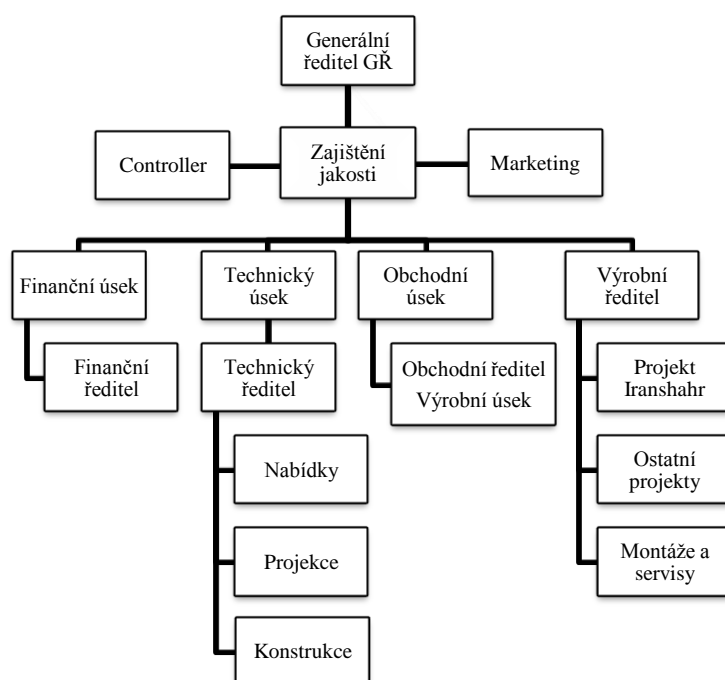 Generální
ředitel GŘ
Controller
Zajištění
jakosti
Marketing
Finanční úsek
Technický
úsek
Obchodní
úsek
Výrobní
ředitel
Finanční
ředitel
Technický
ředitel
Obchodní ředitel
Výrobní úsek
Projekt
Iranshahr
Nabídky
Ostatní
projekty
Projekce
Montáže a
servisy
Konstrukce